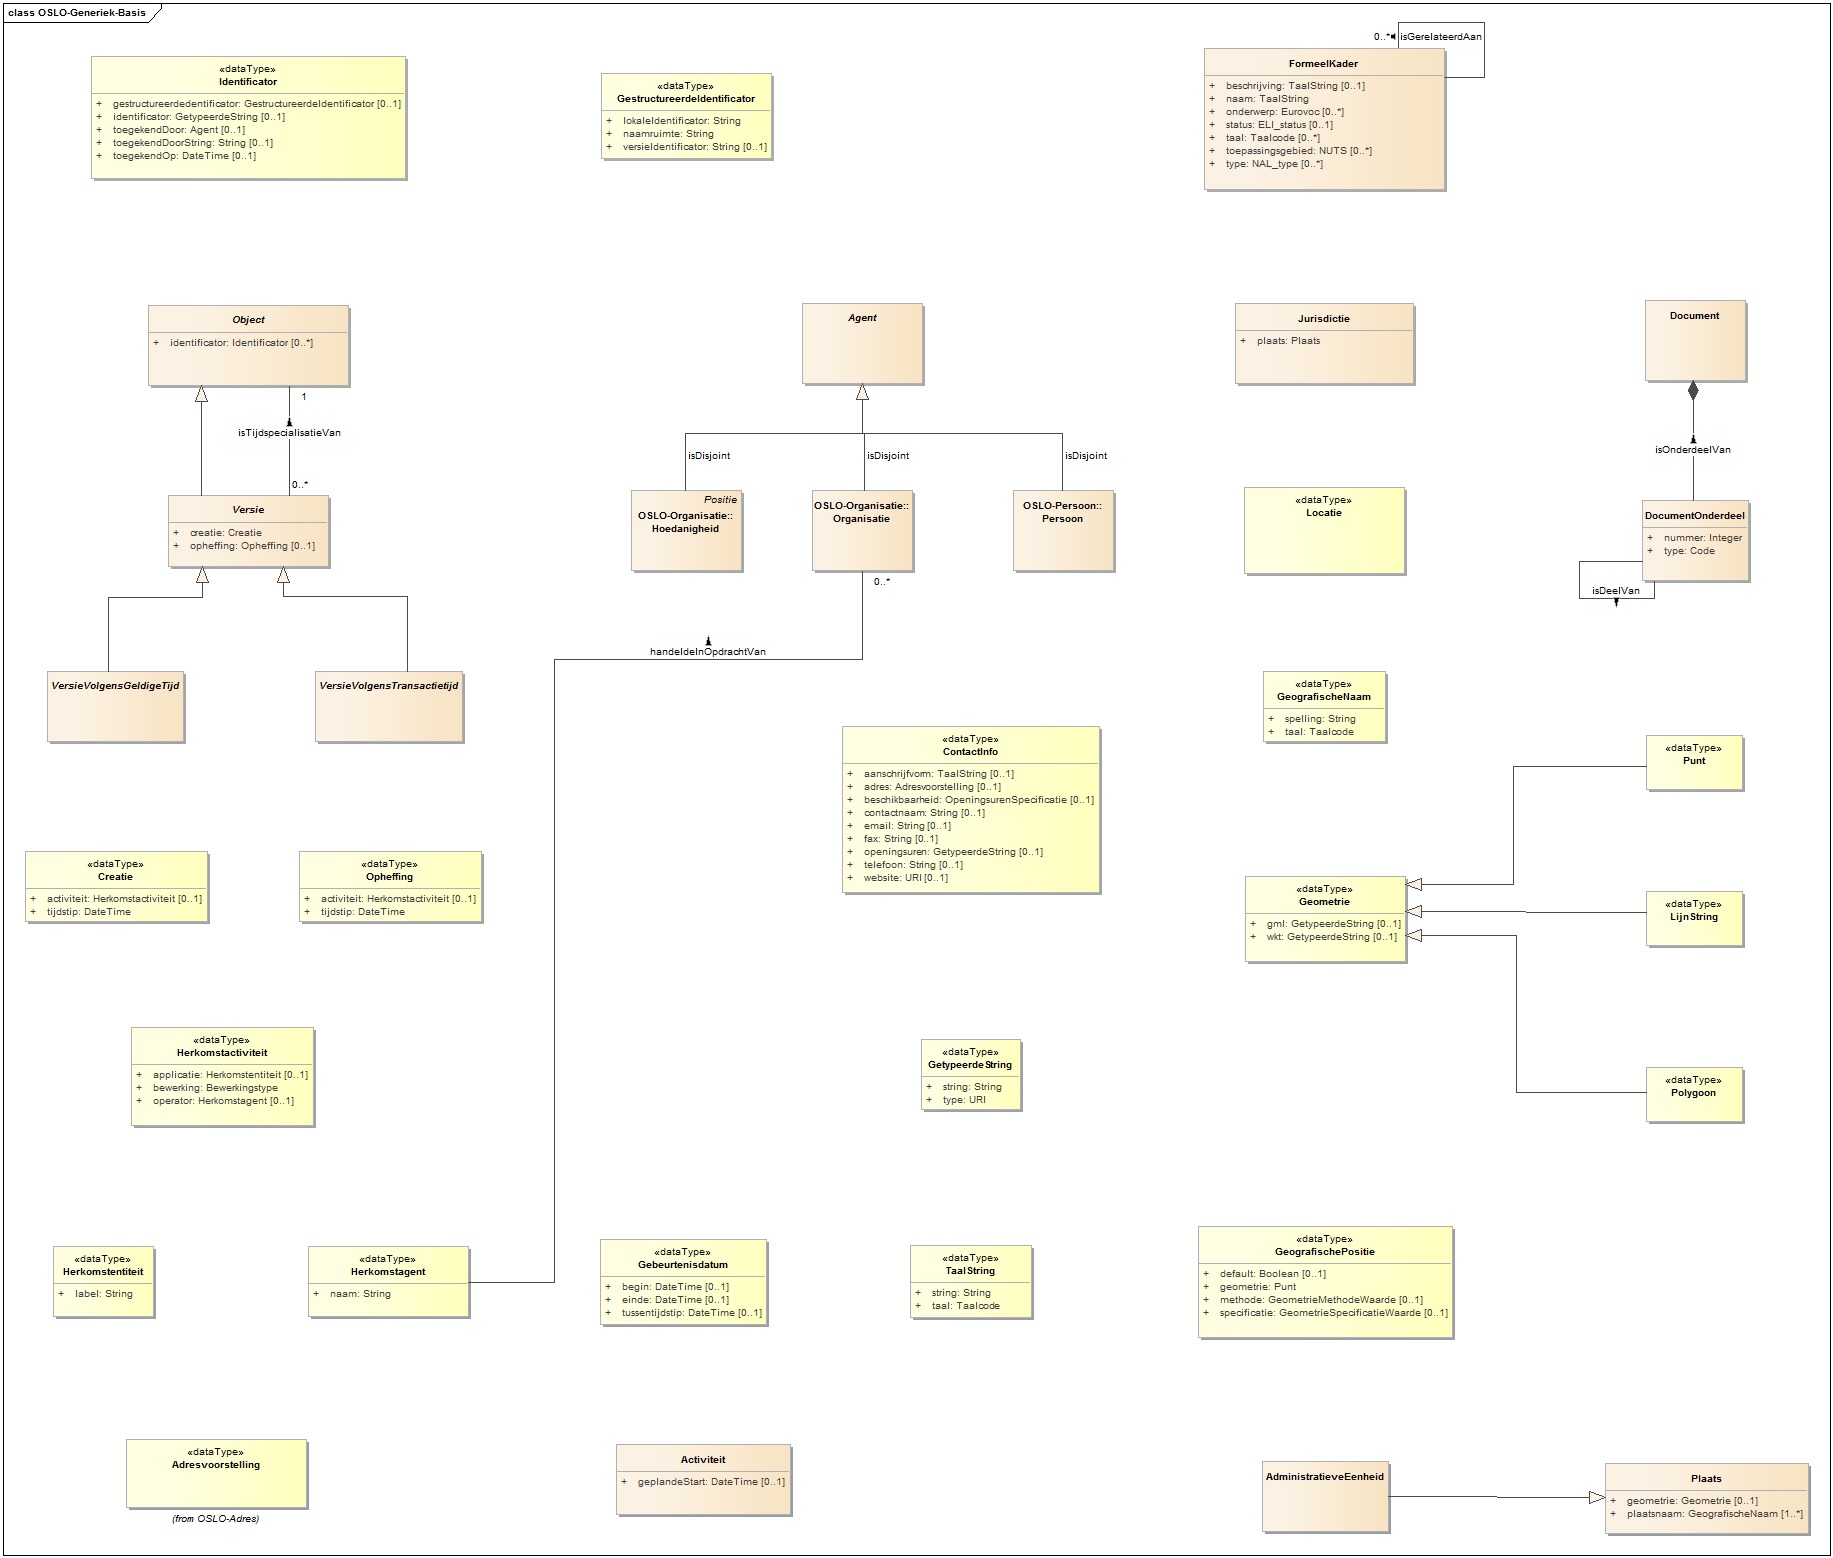 class OSLO-Generiek-Basis
0..*
isGerelateerdAan
«dataType»
Identificator
+ gestructureerdedentificator: GestructureerdeIdentificator [0..1]
+ identificator: GetypeerdeString [0..1]
+ toegekendDoor: Agent [0..1]
+ toegekendDoorString: String [0..1]
+ toegekendOp: DateTime [0..1]
«dataType»
GestructureerdeIdentificator
+ lokaleIdentificator: String
+ naamruimte: String
+ versieIdentificator: String [0..1]
FormeelKader
+ beschrijving: TaalString [0..1]
+ naam: TaalString
+ onderwerp: Eurovoc [0..*]
+ status: ELI_status [0..1]
+ taal: Taalcode [0..*]
+ toepassingsgebied: NUTS [0..*]
+ type: NAL_type [0..*]
Object
+ identificator: Identificator [0..*]
1
isTijdspecialisatieVan
0..*
Agent
isDisjoint
isDisjoint
isDisjoint
Jurisdictie
+ plaats: Plaats
Document
isOnderdeelVan
Versie
+ creatie: Creatie
+ opheffing: Opheffing [0..1]
Positie
OSLO-Organisatie::
Hoedanigheid
OSLO-Organisatie::
Organisatie
OSLO-Persoon::
Persoon
0..*
handeldeInOpdrachtVan
«dataType»
Locatie
DocumentOnderdeel
+ nummer: Integer
+ type: Code
isDeelVan
VersieVolgensGeldigeTijd
VersieVolgensTransactietijd
«dataType»
GeografischeNaam
+ spelling: String
+ taal: Taalcode
«dataType»
ContactInfo
+ aanschrijfvorm: TaalString [0..1]
+ adres: Adresvoorstelling [0..1]
+ beschikbaarheid: OpeningsurenSpecificatie [0..1]
+ contactnaam: String [0..1]
+ email: String [0..1]
+ fax: String [0..1]
+ openingsuren: GetypeerdeString [0..1]
+ telefoon: String [0..1]
+ website: URI [0..1]
«dataType»
Punt
«dataType»
Creatie
+ activiteit: Herkomstactiviteit [0..1]
+ tijdstip: DateTime
«dataType»
Opheffing
+ activiteit: Herkomstactiviteit [0..1]
+ tijdstip: DateTime
«dataType»
Geometrie
+ gml: GetypeerdeString [0..1]
+ wkt: GetypeerdeString [0..1]
«dataType»
LijnString
«dataType»
Herkomstactiviteit
+ applicatie: Herkomstentiteit [0..1]
+ bewerking: Bewerkingstype
+ operator: Herkomstagent [0..1]
«dataType»
GetypeerdeString
+ string: String
+ type: URI
«dataType»
Polygoon
«dataType»
Herkomstentiteit
+ label: String
«dataType»
Herkomstagent
+ naam: String
«dataType»
Gebeurtenisdatum
+ begin: DateTime [0..1]
+ einde: DateTime [0..1]
+ tussentijdstip: DateTime [0..1]
«dataType»
TaalString
+ string: String
+ taal: Taalcode
«dataType»
GeografischePositie
+ default: Boolean [0..1]
+ geometrie: Punt
+ methode: GeometrieMethodeWaarde [0..1]
+ specificatie: GeometrieSpecificatieWaarde [0..1]
«dataType»
Adresvoorstelling
(from OSLO-Adres)
Activiteit
+ geplandeStart: DateTime [0..1]
AdministratieveEenheid
Plaats
+ geometrie: Geometrie [0..1]
+ plaatsnaam: GeografischeNaam [1..*]